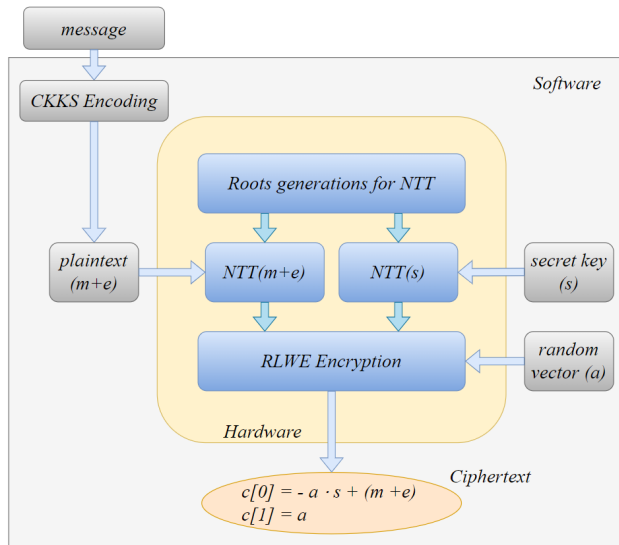 message
Software
CKKS Encoding
Roots generations for NTT
plaintext
(m+e)
NTT(m+e)
NTT(s)
secret key
(s)
RLWE Encryption
random
vector (a)
Hardware
Ciphertext
c[0] = - a · s + (m +e)
c[1] = a